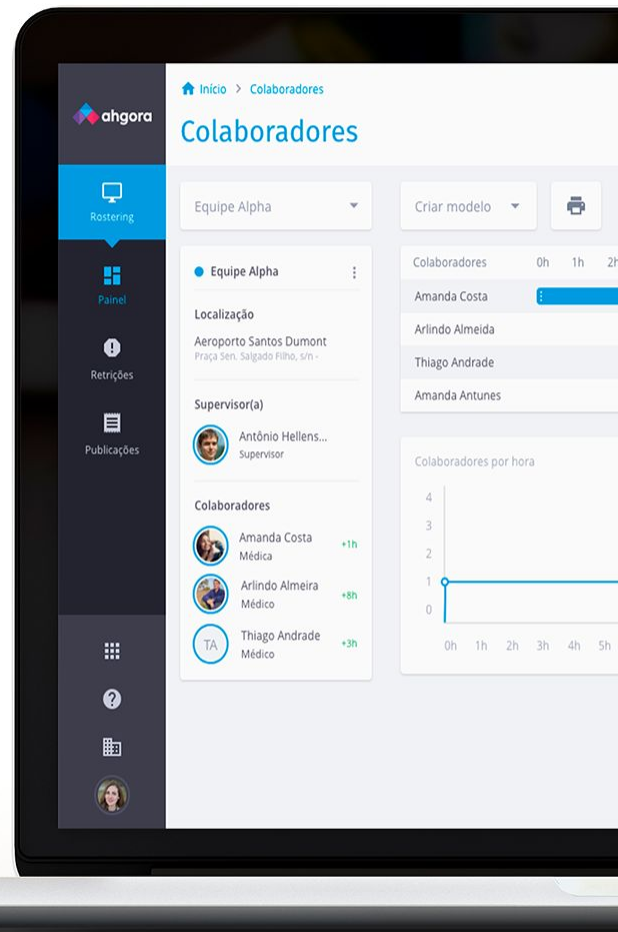 ahgora
Rostering
Painel
Retrições
Publicações
Início > Colaboradores
Colaboradores
Equipe Alpha
Criar modelo
Equipe Alpha
Localização
Aeroporto Santos Dumont
Praça Sen. Salgado Filho, s/n -
Supervisor(a)
Antônio Hellens...
Supervisor
Colaboradores
Amanda Costa
Médica
+1h
Arlindo Almeira
Médico
+8h
TA
Thiago Andrade
Médico
+3h
Colaboradores 0h 1h 2h
Amanda Costa
Arlindo Almeida
Thiago Andrade
Amanda Antunes
Colaboradores por hora
4
3
2
1
0
0h 1h 2h 3h 4h 5h